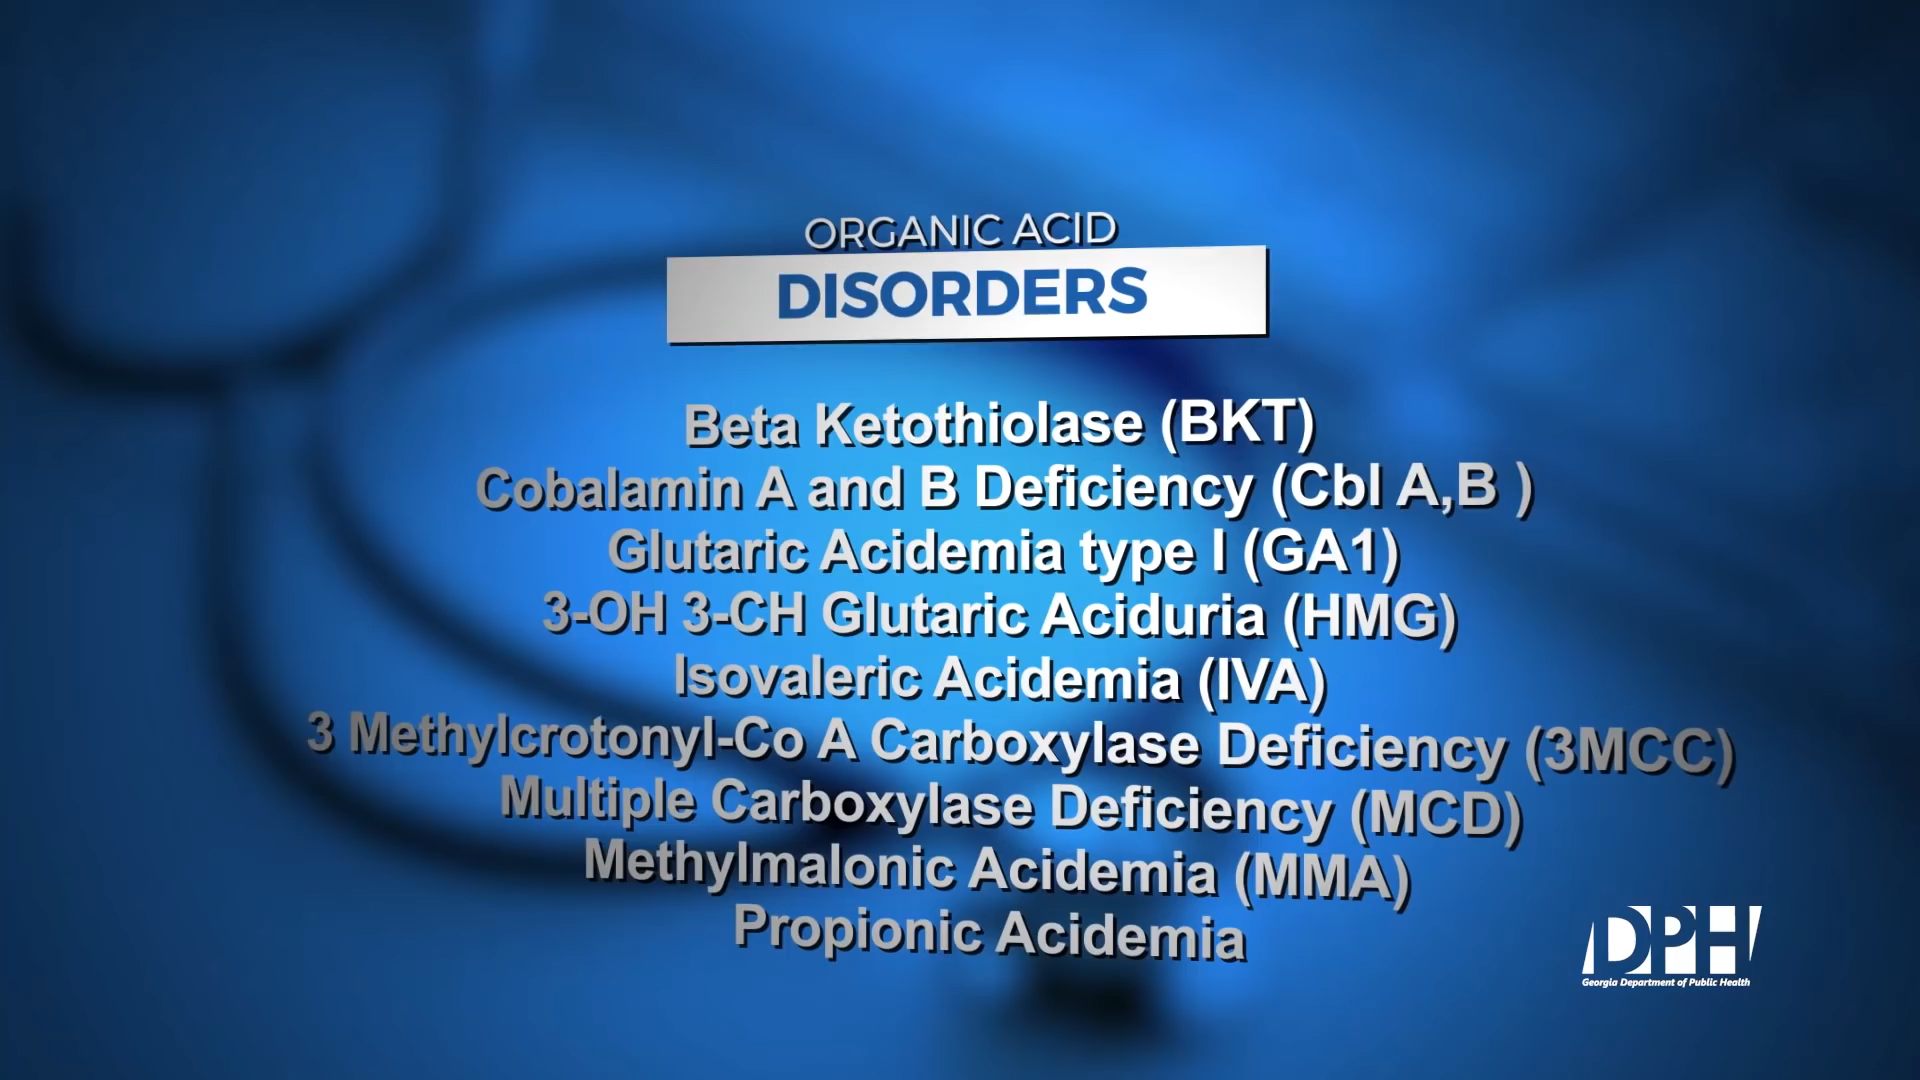 ORGANIC ACID
DISORDERS
Beta Ketothiolase (BKT)
Cobalamin A and B Deficiency (Cbl A,B )
Glutaric Acidemia type I (GA1)
3-OH 3-CH Glutaric Aciduria (HMG)
Isovaleric Acidemia (IVA)
3 Methylcrotonyl-Co A Carboxylase Deficiency (3MCC)
Multiple Carboxylase Deficiency (MCD)
Methylmalonic Acidemia (MMA)
Propionic Acidemia
DPH
Georgia Department of Public Health